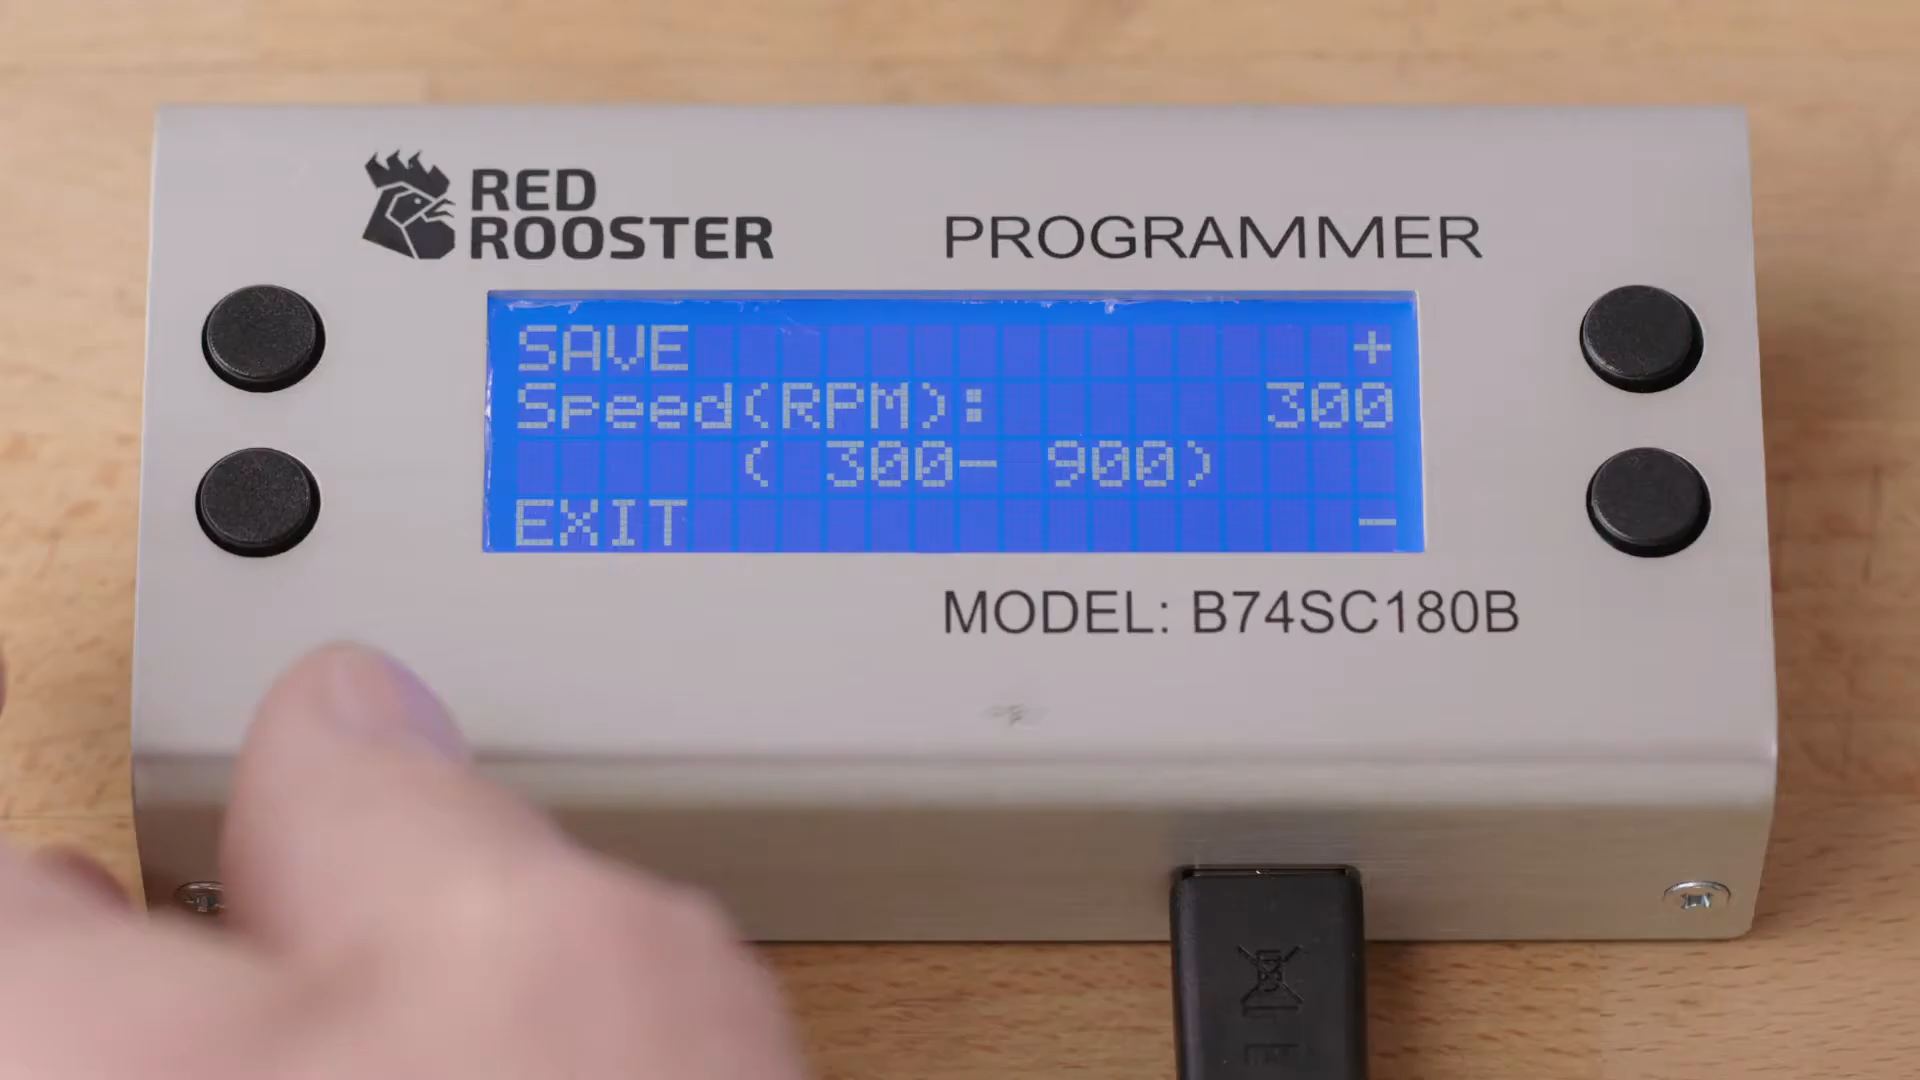 RED
ROOSTER
PROGRAMMER
SAVE +
Speed(RPM): 300
( 300- 900)
EXIT -
MODEL: B74SC180B